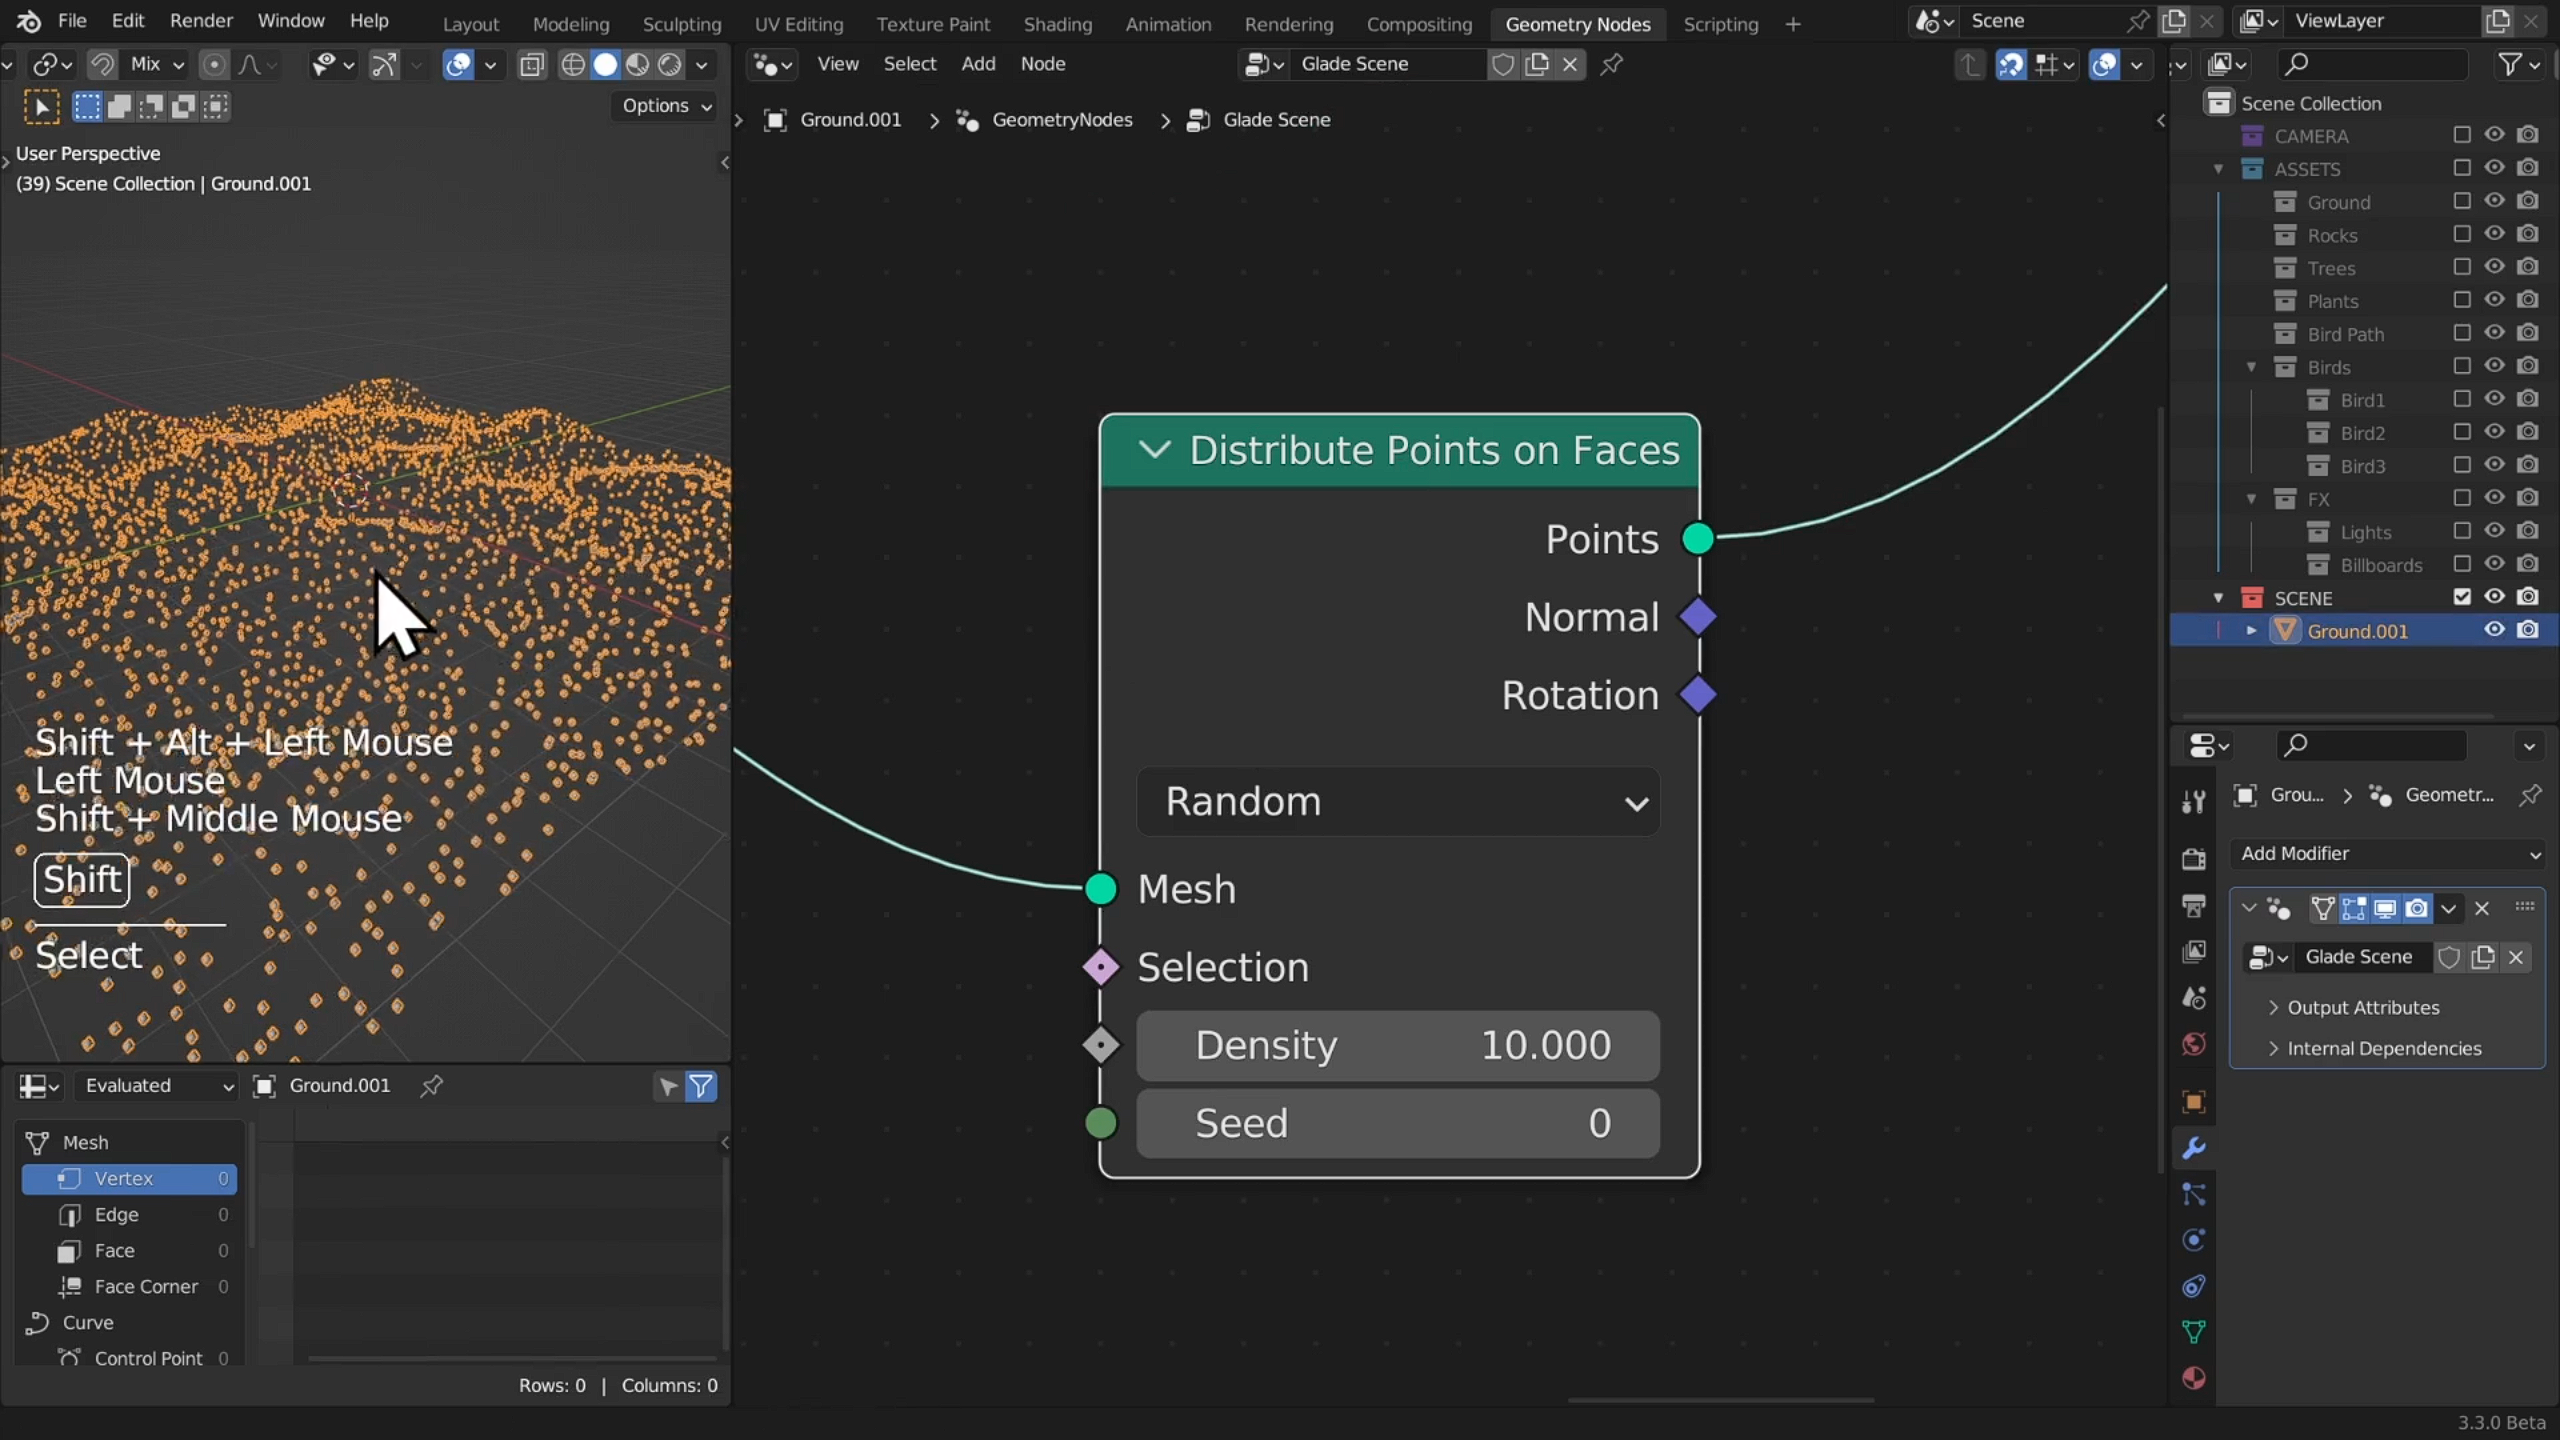 File Edit Render Window Help Layout Modeling Sculpting UV Editing Texture Paint Shading Animation Rendering Compositing Geometry Nodes Scripting + Scene ViewLayer
Mix View Select Add Node Glade Scene
Options
Ground.001 > GeometryNodes > Glade Scene
User Perspective
(39) Scene Collection | Ground.001
Shift + Alt + Left Mouse
Left Mouse
Shift + Middle Mouse
Shift
Select
Distribute Points on Faces
Points
Normal
Rotation
Random
Mesh
Selection
Density 10.000
Seed 0
Scene Collection
CAMERA
ASSETS
Ground
Rocks
Trees
Plants
Bird Path
Birds
Bird1
Bird2
Bird3
FX
Lights
Billboards
SCENE
Ground.001
Grou... > Geometr...
Add Modifier
Glade Scene
> Output Attributes
> Internal Dependencies
Evaluated Ground.001
Mesh
Vertex 0
Edge 0
Face 0
Face Corner 0
Curve
Control Point 0
Rows: 0 | Columns: 0
3.3.0 Beta